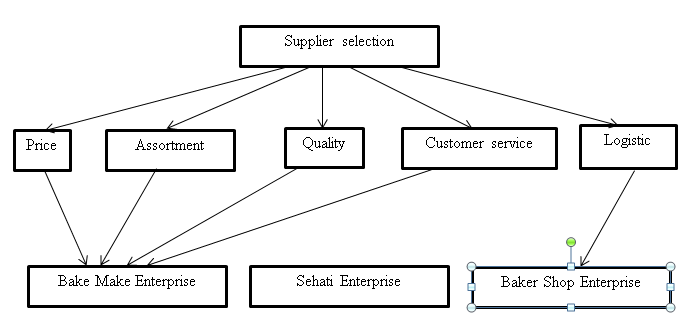 Supplier selection
Price
Assortment
Quality
Customer service
Logistic
Bake Make Enterprise
Sehati Enterprise
Baker Shop Enterprise